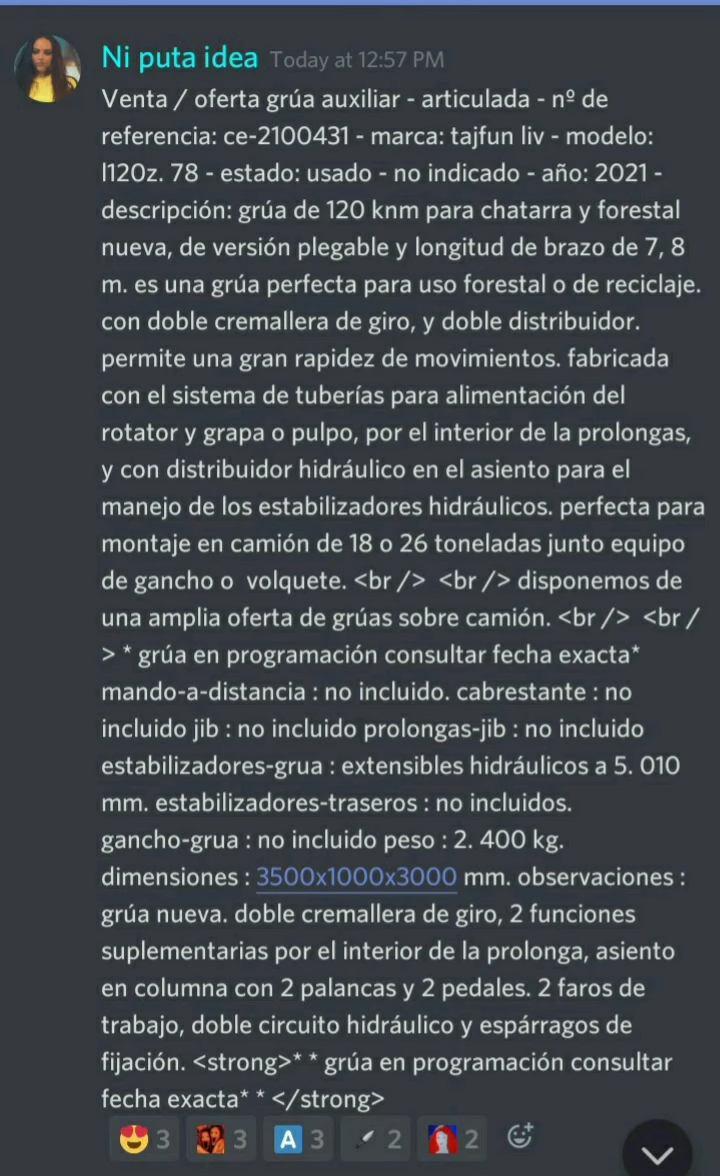 Ni puta idea Today at 12:57 PM
Venta / oferta grúa auxiliar - articulada - nº de
referencia: ce-2100431 - marca: tajfun liv - modelo:
l120z. 78 - estado: usado - no indicado - año: 2021 -
descripción: grúa de 120 knm para chatarra y forestal
nueva, de versión plegable y longitud de brazo de 7, 8
m. es una grúa perfecta para uso forestal o de reciclaje.
con doble cremallera de giro, y doble distribuidor.
permite una gran rapidez de movimientos. fabricada
con el sistema de tuberías para alimentación del
rotator y grapa o pulpo, por el interior de la prolongas,
y con distribuidor hidráulico en el asiento para el
manejo de los estabilizadores hidráulicos. perfecta para
montaje en camión de 18 o 26 toneladas junto equipo
de gancho o  volquete. <br />  <br /> disponemos de
una amplia oferta de grúas sobre camión. <br />  <br /
> * grúa en programación consultar fecha exacta*
mando-a-distancia : no incluido. cabrestante : no
incluido jib : no incluido prolongas-jib : no incluido
estabilizadores-grua : extensibles hidráulicos a 5. 010
mm. estabilizadores-traseros : no incluidos.
gancho-grua : no incluido peso : 2. 400 kg.
dimensiones : 3500x1000x3000 mm. observaciones :
grúa nueva. doble cremallera de giro, 2 funciones
suplementarias por el interior de la prolonga, asiento
en columna con 2 palancas y 2 pedales. 2 faros de
trabajo, doble circuito hidráulico y espárragos de
fijación. <strong>* * grúa en programación consultar
fecha exacta* * </strong>
3 3 A 3 2 2